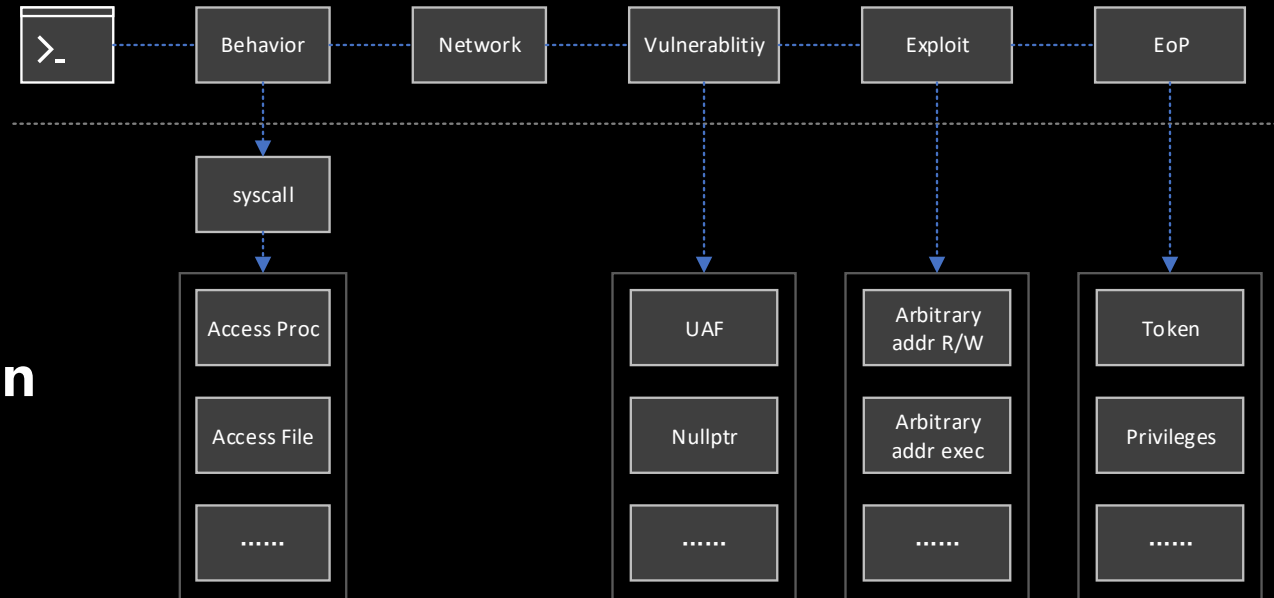 >_
Behavior
Network
Vulnerablitiy
Exploit
EoP
syscall
Access Proc
UAF
Arbitrary
addr R/W
Token
n
Access File
Nullptr
Arbitrary
addr exec
Privileges
......
......
......
......